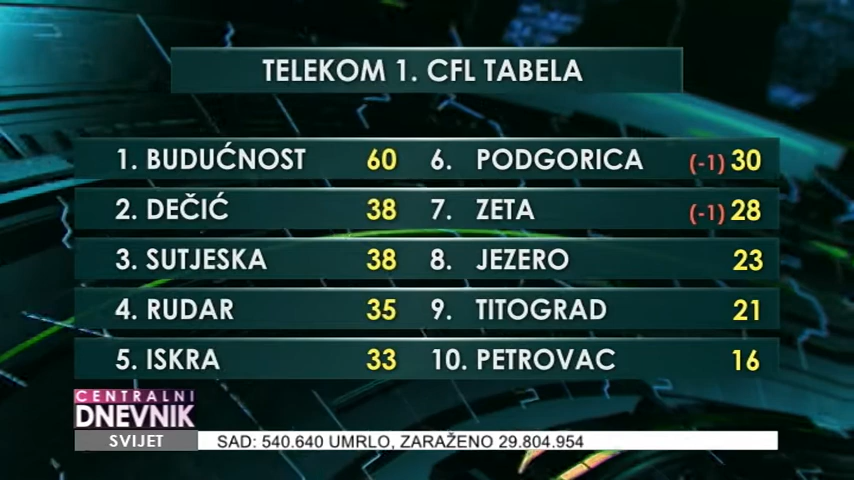 TELEKOM 1. CFL TABELA
1. BUDUĆNOST 60
2. DEČIĆ 38
3. SUTJESKA 38
4. RUDAR 35
5. ISKRA 33
6. PODGORICA (-1) 30
7. ZETA (-1) 28
8. JEZERO 23
9. TITOGRAD 21
10. PETROVAC 16
CENTRALNI
DNEVNIK
SVIJET SAD: 540.640 UMRLO, ZARAŽENO 29.804.954